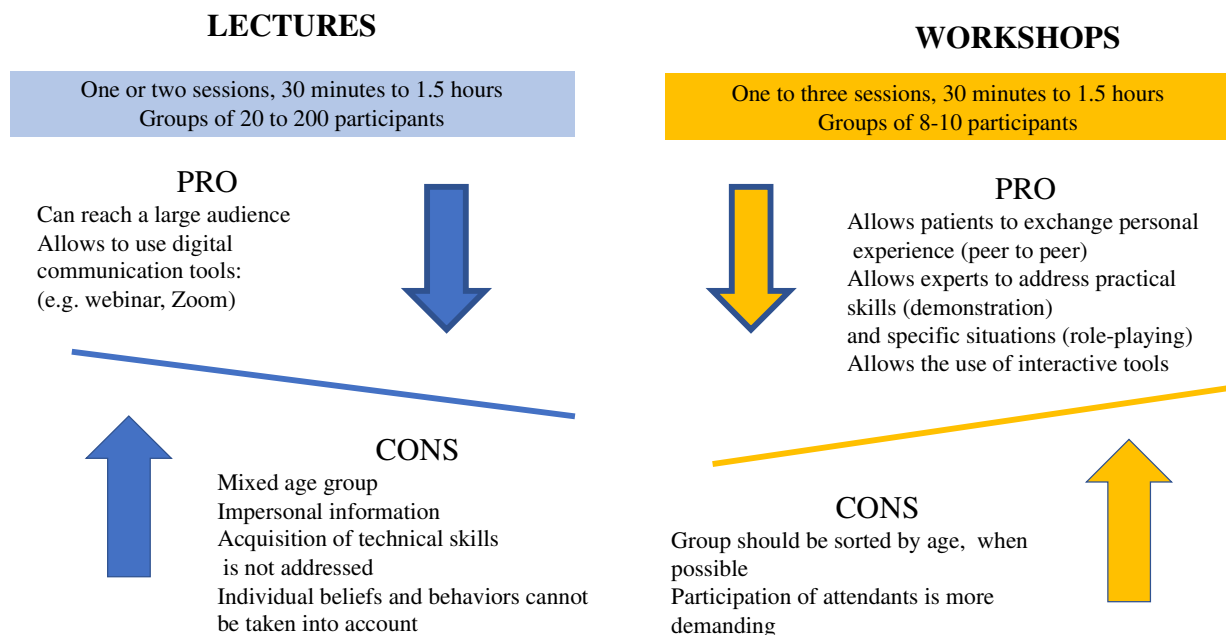 LECTURES
One or two sessions, 30 minutes to 1.5 hours
Groups of 20 to 200 participants
PRO
Can reach a large audience
Allows to use digital
communication tools:
(e.g. webinar, Zoom)
CONS
Mixed age group
Impersonal information
Acquisition of technical skills
is not addressed
Individual beliefs and behaviors cannot
be taken into account
WORKSHOPS
One to three sessions, 30 minutes to 1.5 hours
Groups of 8-10 participants
PRO
Allows patients to exchange personal
experience (peer to peer)
Allows experts to address practical
skills (demonstration)
and specific situations (role-playing)
Allows the use of interactive tools
CONS
Group should be sorted by age, when
possible
Participation of attendants is more
demanding